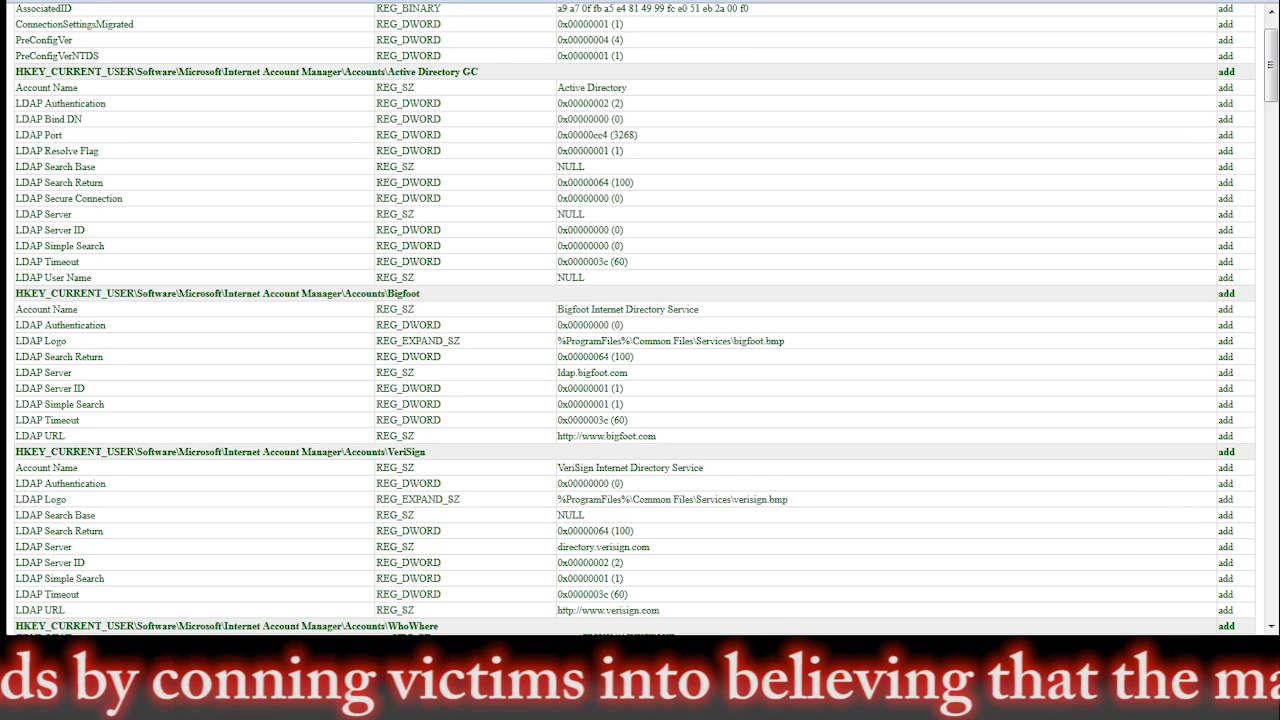 AssociatedID REG_BINARY a9 a7 0f fb a5 e4 81 49 99 fc e0 51 eb 2a 00 f0 add
ConnectionSettingsMigrated REG_DWORD 0x00000001 (1) add
PreConfigVer REG_DWORD 0x00000004 (4) add
PreConfigVerNTDS REG_DWORD 0x00000001 (1) add
HKEY_CURRENT_USER\Software\Microsoft\Internet Account Manager\Accounts\Active Directory GC add
Account Name REG_SZ Active Directory add
LDAP Authentication REG_DWORD 0x00000002 (2) add
LDAP Bind DN REG_DWORD 0x00000000 (0) add
LDAP Port REG_DWORD 0x00000cc4 (3268) add
LDAP Resolve Flag REG_DWORD 0x00000001 (1) add
LDAP Search Base REG_SZ NULL add
LDAP Search Return REG_DWORD 0x00000064 (100) add
LDAP Secure Connection REG_DWORD 0x00000000 (0) add
LDAP Server REG_SZ NULL add
LDAP Server ID REG_DWORD 0x00000000 (0) add
LDAP Simple Search REG_DWORD 0x00000000 (0) add
LDAP Timeout REG_DWORD 0x0000003c (60) add
LDAP User Name REG_SZ NULL add
HKEY_CURRENT_USER\Software\Microsoft\Internet Account Manager\Accounts\Bigfoot add
Account Name REG_SZ Bigfoot Internet Directory Service add
LDAP Authentication REG_DWORD 0x00000000 (0) add
LDAP Logo REG_EXPAND_SZ %ProgramFiles%\Common Files\Services\bigfoot.bmp add
LDAP Search Return REG_DWORD 0x00000064 (100) add
LDAP Server REG_SZ ldap.bigfoot.com add
LDAP Server ID REG_DWORD 0x00000001 (1) add
LDAP Simple Search REG_DWORD 0x00000001 (1) add
LDAP Timeout REG_DWORD 0x0000003c (60) add
LDAP URL REG_SZ http://www.bigfoot.com add
HKEY_CURRENT_USER\Software\Microsoft\Internet Account Manager\Accounts\VeriSign add
Account Name REG_SZ VeriSign Internet Directory Service add
LDAP Authentication REG_DWORD 0x00000000 (0) add
LDAP Logo REG_EXPAND_SZ %ProgramFiles%\Common Files\Services\verisign.bmp add
LDAP Search Base REG_SZ NULL add
LDAP Search Return REG_DWORD 0x00000064 (100) add
LDAP Server REG_SZ directory.verisign.com add
LDAP Server ID REG_DWORD 0x00000002 (2) add
LDAP Simple Search REG_DWORD 0x00000001 (1) add
LDAP Timeout REG_DWORD 0x0000003c (60) add
LDAP URL REG_SZ http://www.verisign.com add
HKEY_CURRENT_USER\Software\Microsoft\Internet Account Manager\Accounts\WhoWhere add
ds by conning victims into believing that the ma